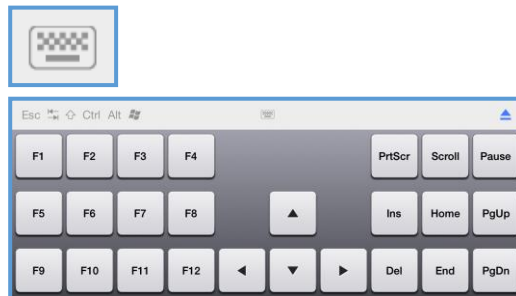 Esc Ctrl Alt
F1 F2 F3 F4 PrtScr Scroll Pause
F5 F6 F7 F8 Ins Home PgUp
F9 F10 F11 F12 Del End PgDn